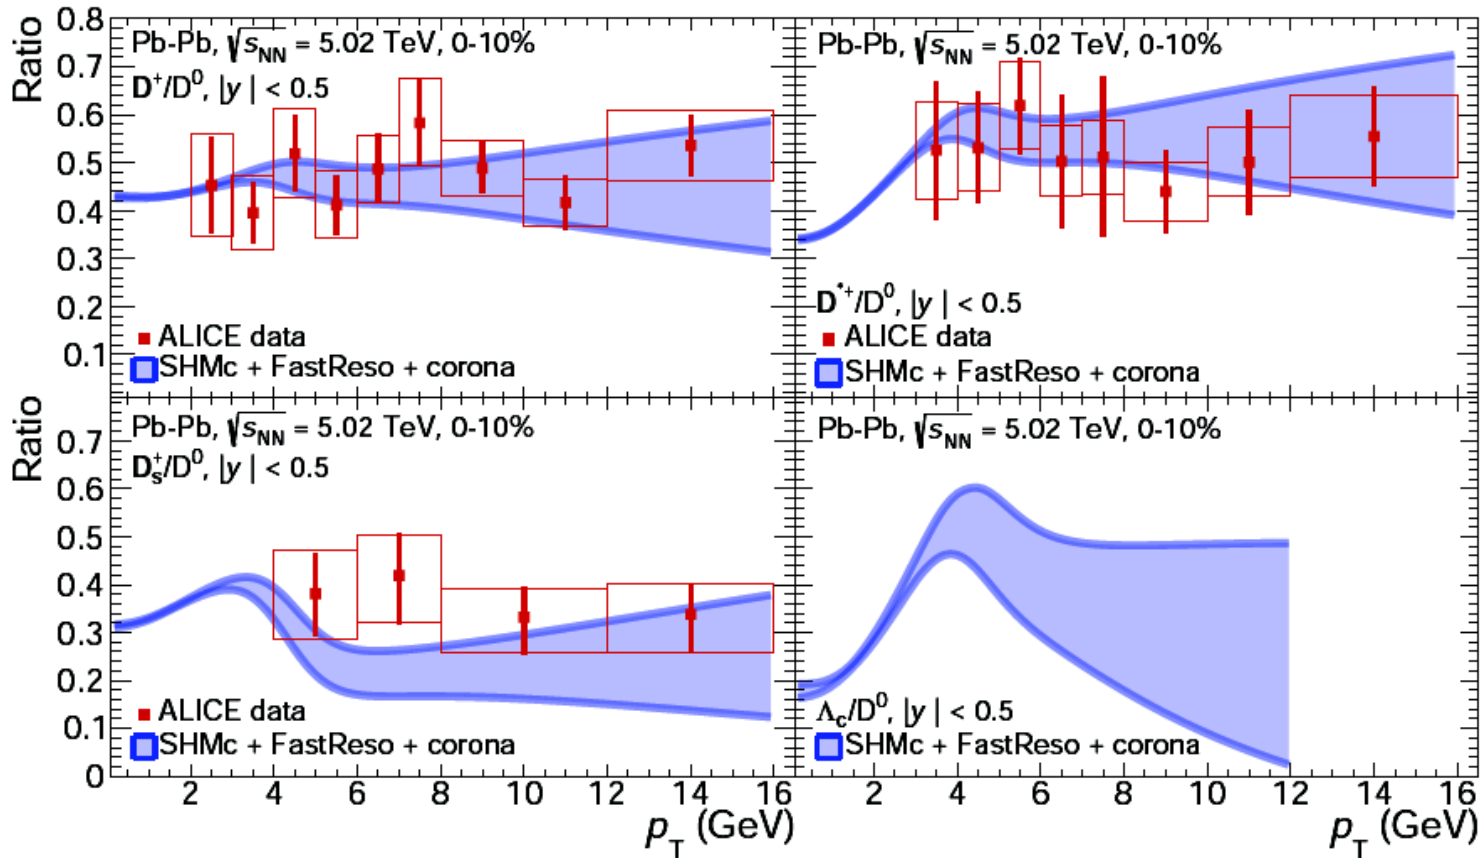 Ratio
0.8
0.7
0.6
0.5
0.4
0.3
0.2
0.1
Pb-Pb, √sNN = 5.02 TeV, 0-10%
D⁺/D⁰, |y| < 0.5
ALICE data
SHMc + FastReso + corona
Pb-Pb, √sNN = 5.02 TeV, 0-10%
D*⁺/D⁰, |y| < 0.5
ALICE data
SHMc + FastReso + corona
Ratio
0.7
0.6
0.5
0.4
0.3
0.2
0.1
0
Pb-Pb, √sNN = 5.02 TeV, 0-10%
Ds⁺/D⁰, |y| < 0.5
ALICE data
SHMc + FastReso + corona
2 4 6 8 10 12 14 16
pT (GeV)
Pb-Pb, √sNN = 5.02 TeV, 0-10%
Λc/D⁰, |y| < 0.5
SHMc + FastReso + corona
2 4 6 8 10 12 14 16
pT (GeV)